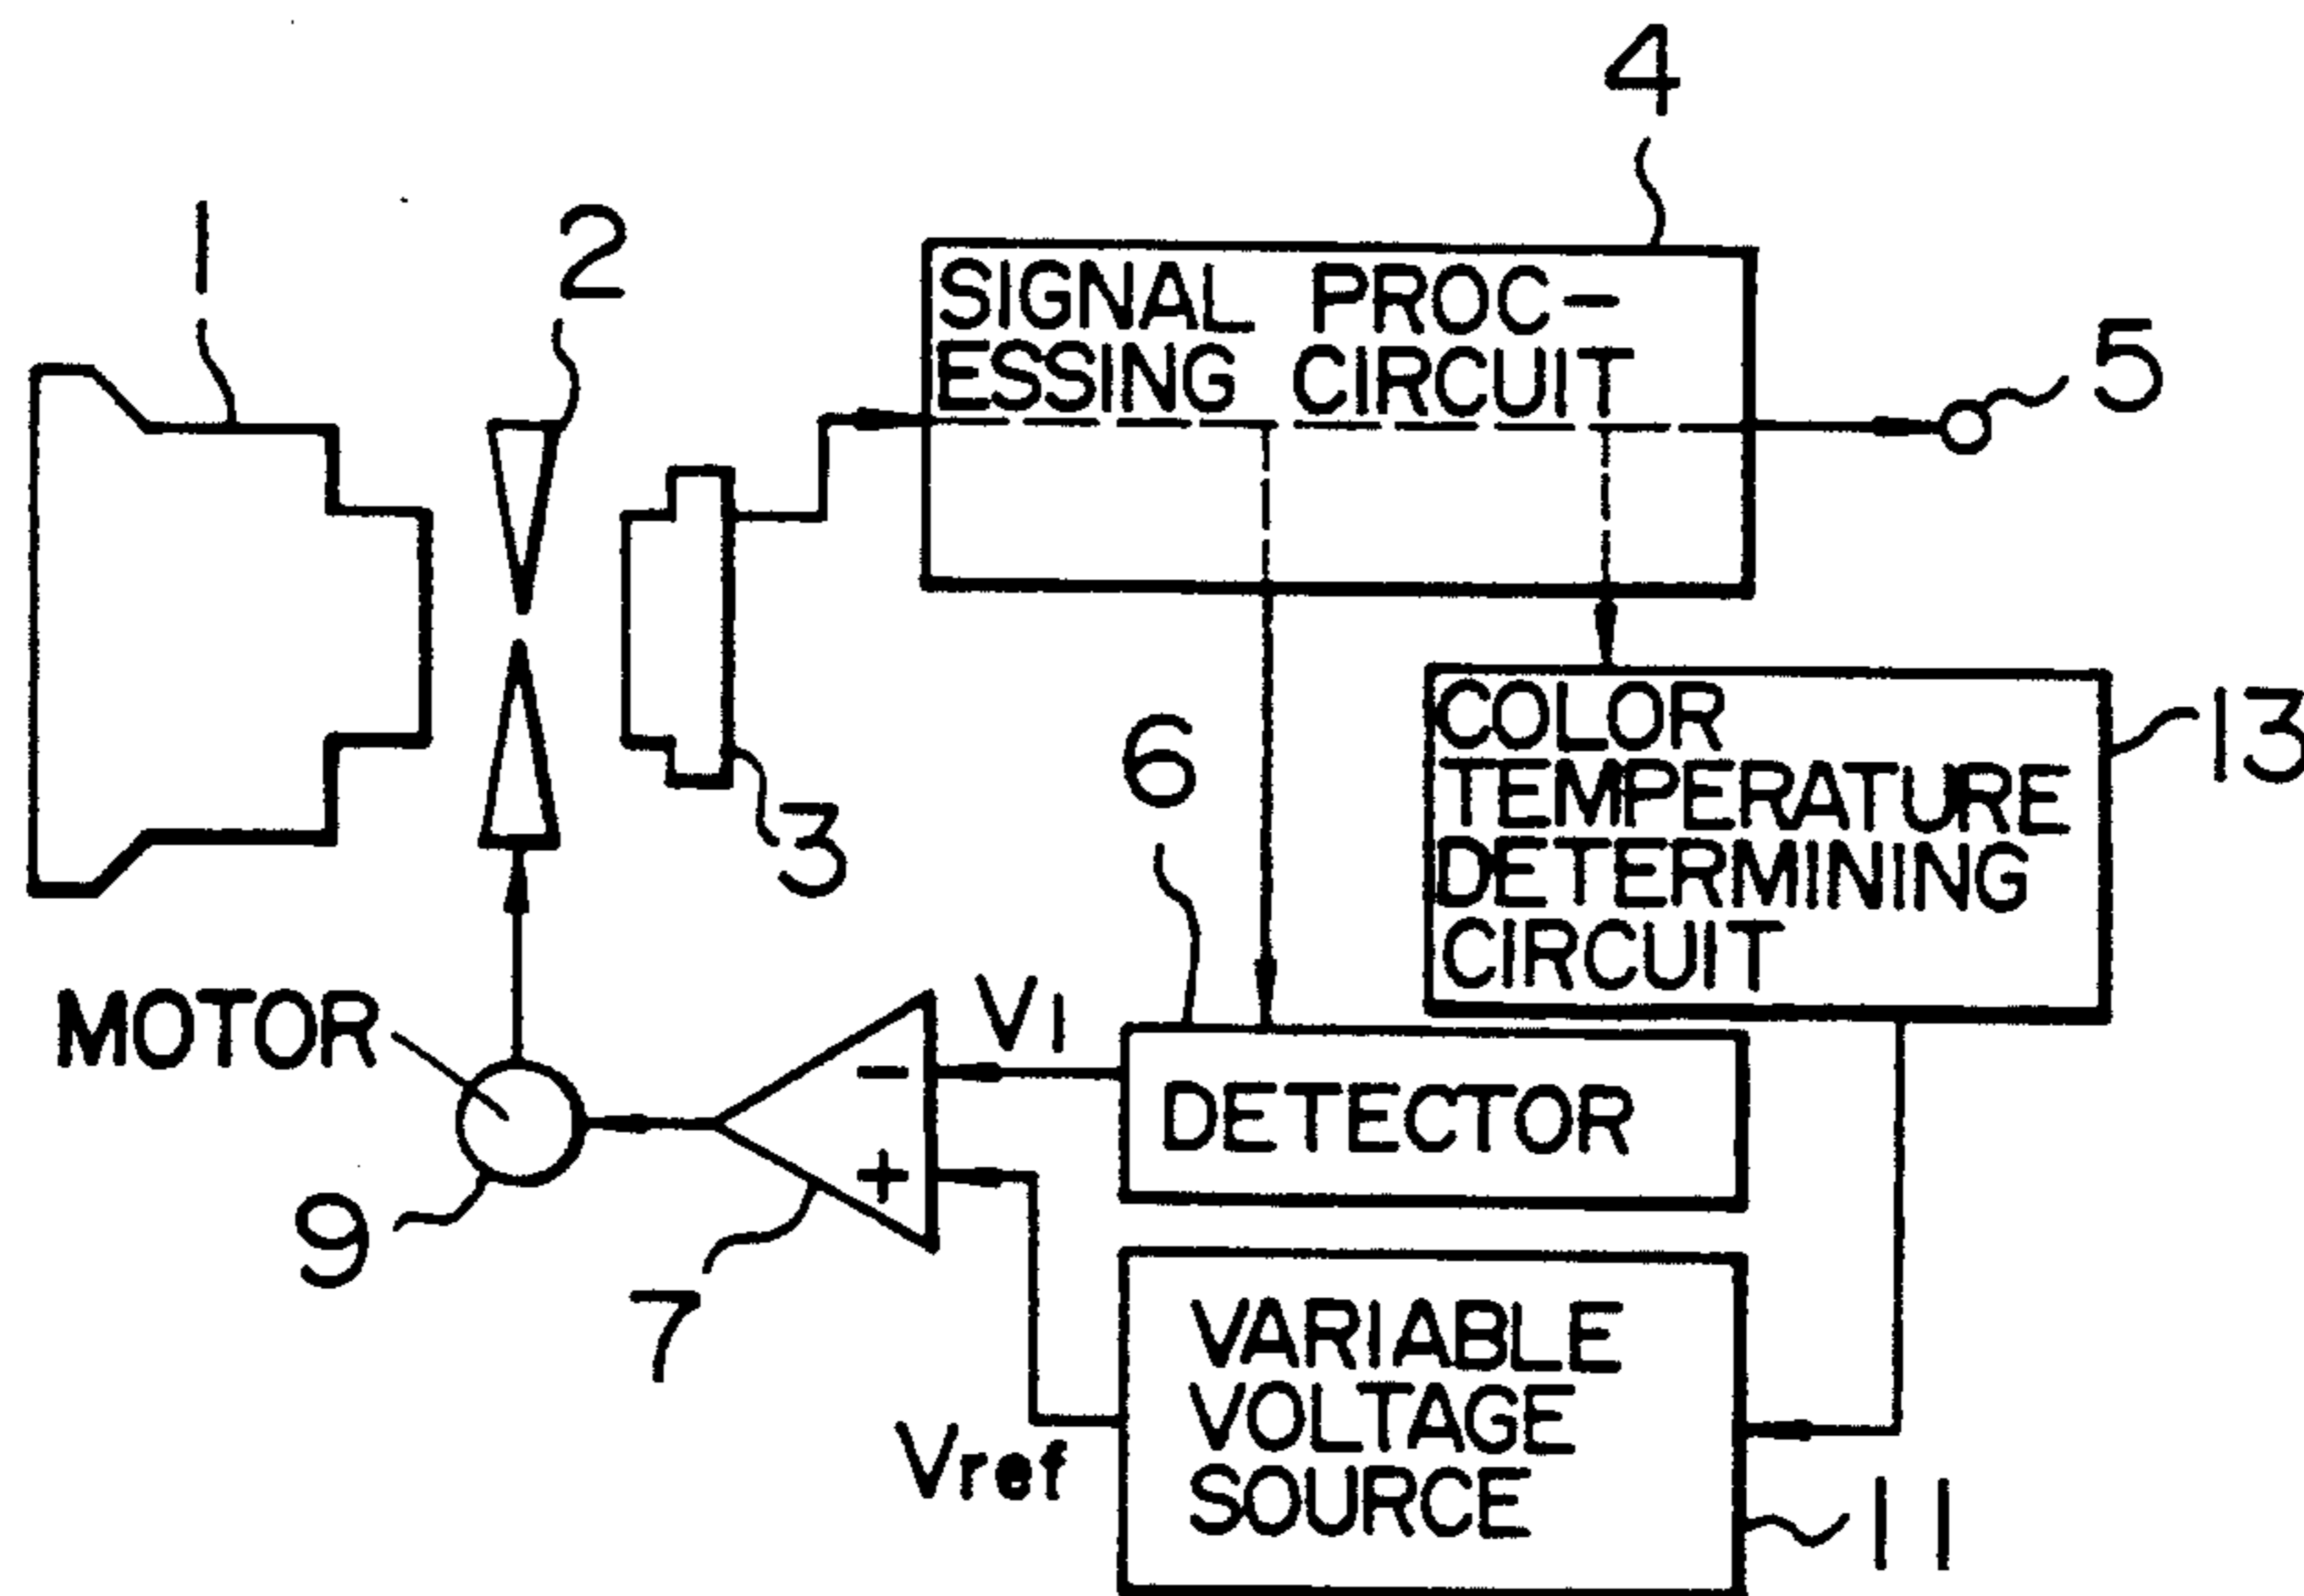 4
1
2
SIGNAL PROC-
ESSING CIRCUIT
5
COLOR
TEMPERATURE
DETERMINING
CIRCUIT
13
6
3
MOTOR
V1
-
DETECTOR
+
9
7
VARIABLE
VOLTAGE
SOURCE
Vref
11